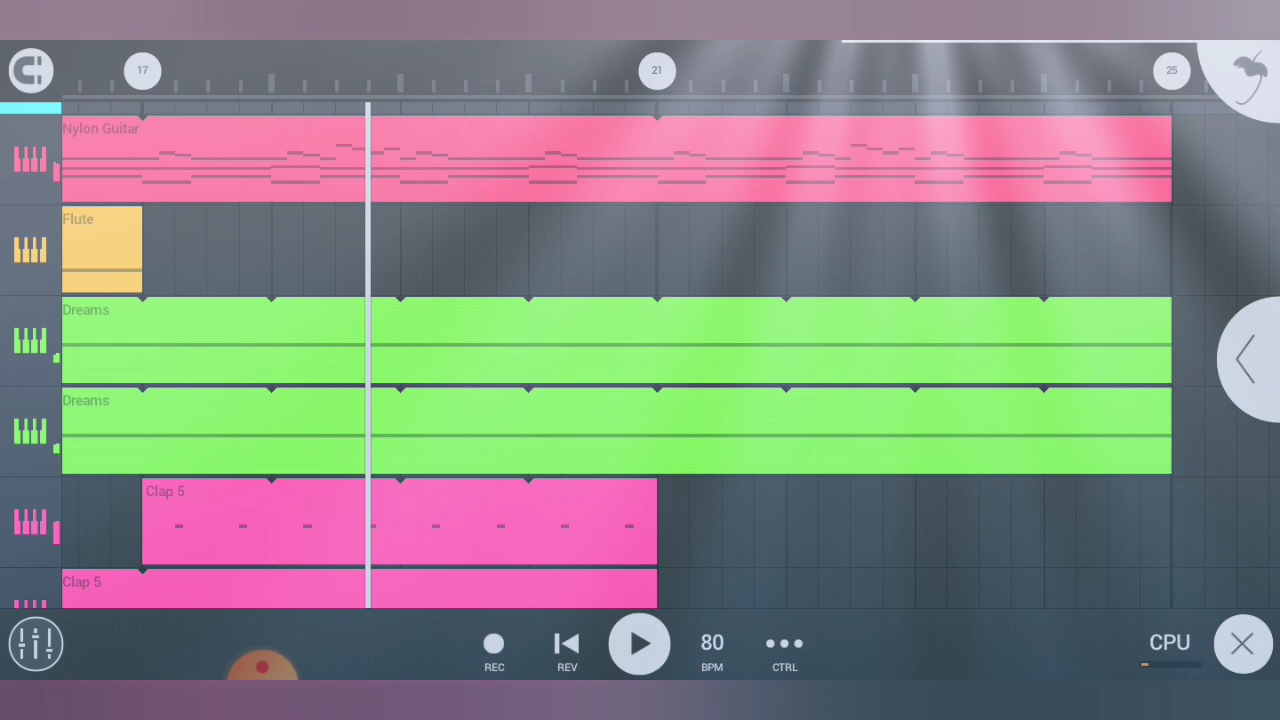 17
21
25
Nylon Guitar
Flute
Dreams
Dreams
Clap 5
Clap 5
80
CPU
REC
REV
BPM
CTRL